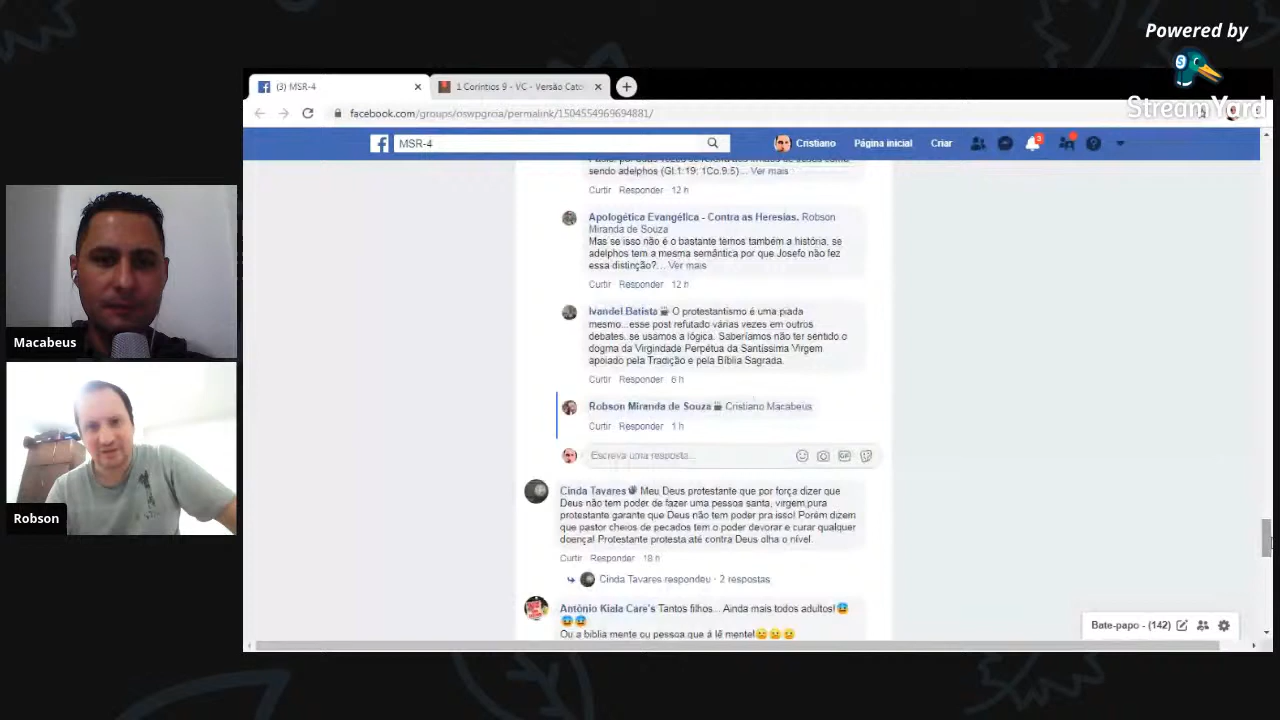 Powered by
StreamYard
(3) MSR-4
1 Coríntios 9 - VC - Versão Cató
facebook.com/groups/oswpgroa/permalink/1504554969694881/
MSR-4
Cristiano
Página inicial
Criar
3
sendo adelphos (Gl.1:19; 1Co.9.5)... Ver mais
Curtir Responder 12 h
Apologética Evangélica - Contra as Heresias. Robson
Miranda de Souza
Mas se isso não é o bastante temos também a história, se
adelphos tem a mesma semântica por que Josefo não fez
essa distinção?... Ver mais
Curtir Responder 12 h
Ivandel Batista O protestantismo é uma piada
mesmo...esse post refutado várias vezes em outros
debates, se usamos a lógica. Saberíamos não ter sentido o
dogma da Virgindade Perpétua da Santíssima Virgem
apoiado pela Tradição e pela Bíblia Sagrada.
Curtir Responder 6 h
Robson Miranda de Souza Cristiano Macabeus
Curtir Responder 1 h
Escreva uma resposta...
GIF
Cinda Tavares Meu Deus protestante que por força dizer que
Deus não tem poder de fazer uma pessoa santa, virgem,pura
protestante garante que Deus não tem poder pra isso! Porém dizem
que pastor cheios de pecados tem o poder devorar e curar qualquer
doença! Protestante protesta até contra Deus olha o nível.
Curtir Responder 18 h
Cinda Tavares respondeu · 2 respostas
António Kiala Care's Tantos filhos... Ainda mais todos adultos!
Ou a bíblia mente ou pessoa que á lê mente!
Bate-papo - (142)
Macabeus
Robson